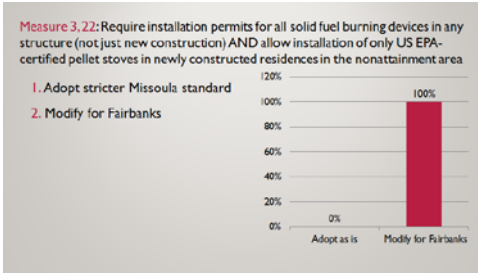 Measure 3,22: Require installation permits for all solid fuel burning devices in any
structure (not just new construction) AND allow installation of only US EPA-
certified pellet stoves in newly constructed residences in the nonattainment area
1. Adopt stricter Missoula standard
2. Modify for Fairbanks
120%
100%
80%
60%
40%
20%
0%
0%
100%
Adopt as is
Modify for Fairbanks